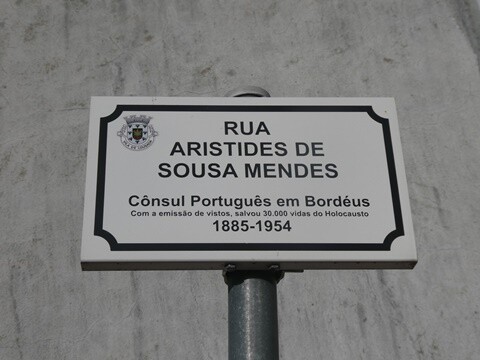 RUA
ARISTIDES DE
SOUSA MENDES
Cônsul Português em Bordéus
Com a emissão de vistos, salvou 30.000 vidas do Holocausto
1885-1954